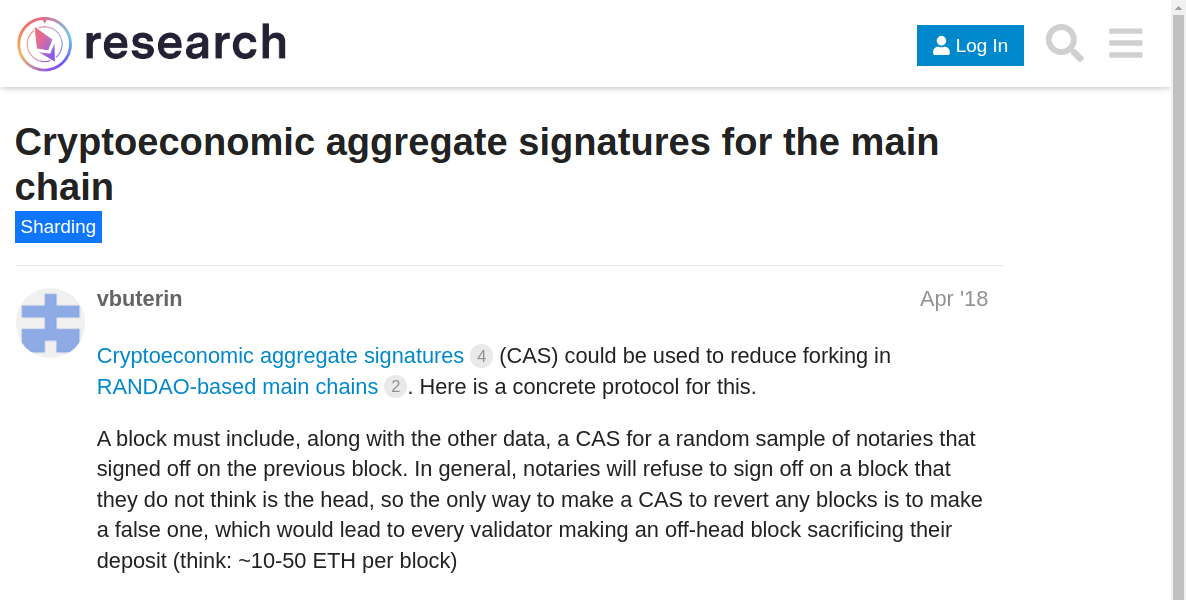 research
Log In
Cryptoeconomic aggregate signatures for the main
chain
Sharding
vbuterin
Apr '18
Cryptoeconomic aggregate signatures 4 (CAS) could be used to reduce forking in
RANDAO-based main chains 2. Here is a concrete protocol for this.
A block must include, along with the other data, a CAS for a random sample of notaries that
signed off on the previous block. In general, notaries will refuse to sign off on a block that
they do not think is the head, so the only way to make a CAS to revert any blocks is to make
a false one, which would lead to every validator making an off-head block sacrificing their
deposit (think: ~10-50 ETH per block)